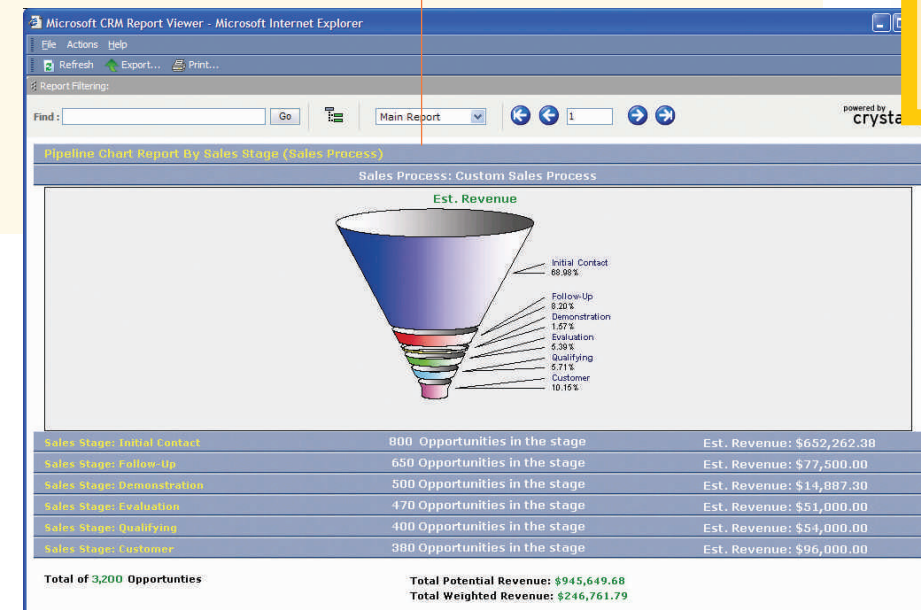 Microsoft CRM Report Viewer - Microsoft Internet Explorer
File Actions Help
Refresh Export... Print...
Report Filtering:
Find : Go Main Report 1 powered by
Pipeline Chart Report By Sales Stage (Sales Process)
Sales Process: Custom Sales Process
Est. Revenue
Initial Contact
68.98%
Follow-Up
8.20%
Demonstration
1.57%
Evaluation
5.39%
Qualifying
5.71%
Customer
10.15%
Sales Stage: Initial Contact 800 Opportunities in the stage Est. Revenue: $652,262.38
Sales Stage: Follow-Up 650 Opportunities in the stage Est. Revenue: $77,500.00
Sales Stage: Demonstration 500 Opportunities in the stage Est. Revenue: $14,887.30
Sales Stage: Evaluation 470 Opportunities in the stage Est. Revenue: $51,000.00
Sales Stage: Qualifying 400 Opportunities in the stage Est. Revenue: $54,000.00
Sales Stage: Customer 380 Opportunities in the stage Est. Revenue: $96,000.00
Total of 3,200 Opportunties Total Potential Revenue: $945,649.68
Total Weighted Revenue: $246,761.79